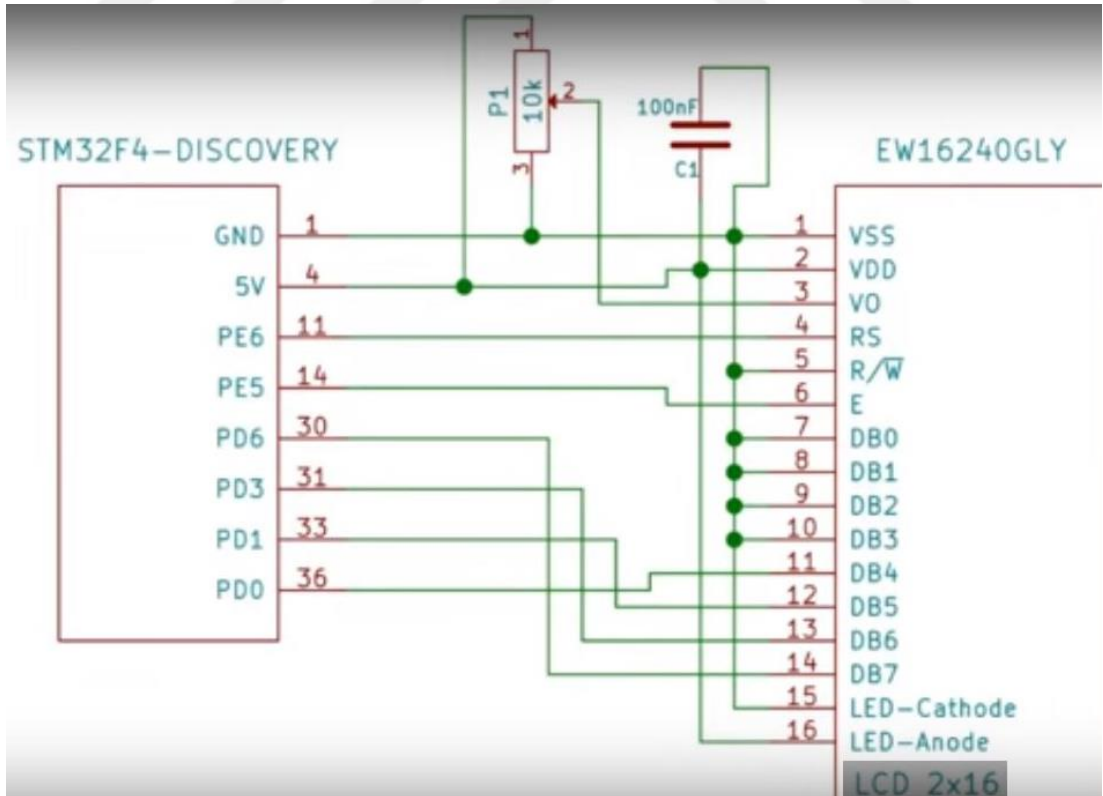 1
P1
10k
2
3
100nF
C1
STM32F4-DISCOVERY
EW16240GLY
GND 1
5V 4
PE6 11
PE5 14
PD6 30
PD3 31
PD1 33
PD0 36
1 VSS
2 VDD
3 VO
4 RS
5 R/W̅
6 E
7 DB0
8 DB1
9 DB2
10 DB3
11 DB4
12 DB5
13 DB6
14 DB7
15 LED-Cathode
16 LED-Anode
LCD 2x16